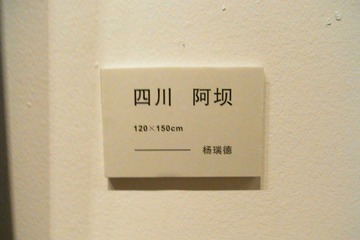 四川 阿坝
120×150cm
—— 杨瑞德